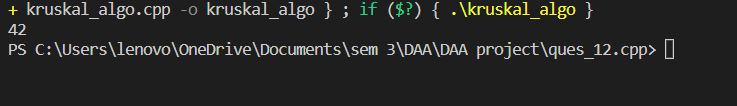 + kruskal_algo.cpp -o kruskal_algo } ; if ($?) { .\kruskal_algo }
42
PS C:\Users\lenovo\OneDrive\Documents\sem 3\DAA\DAA project\ques_12.cpp>